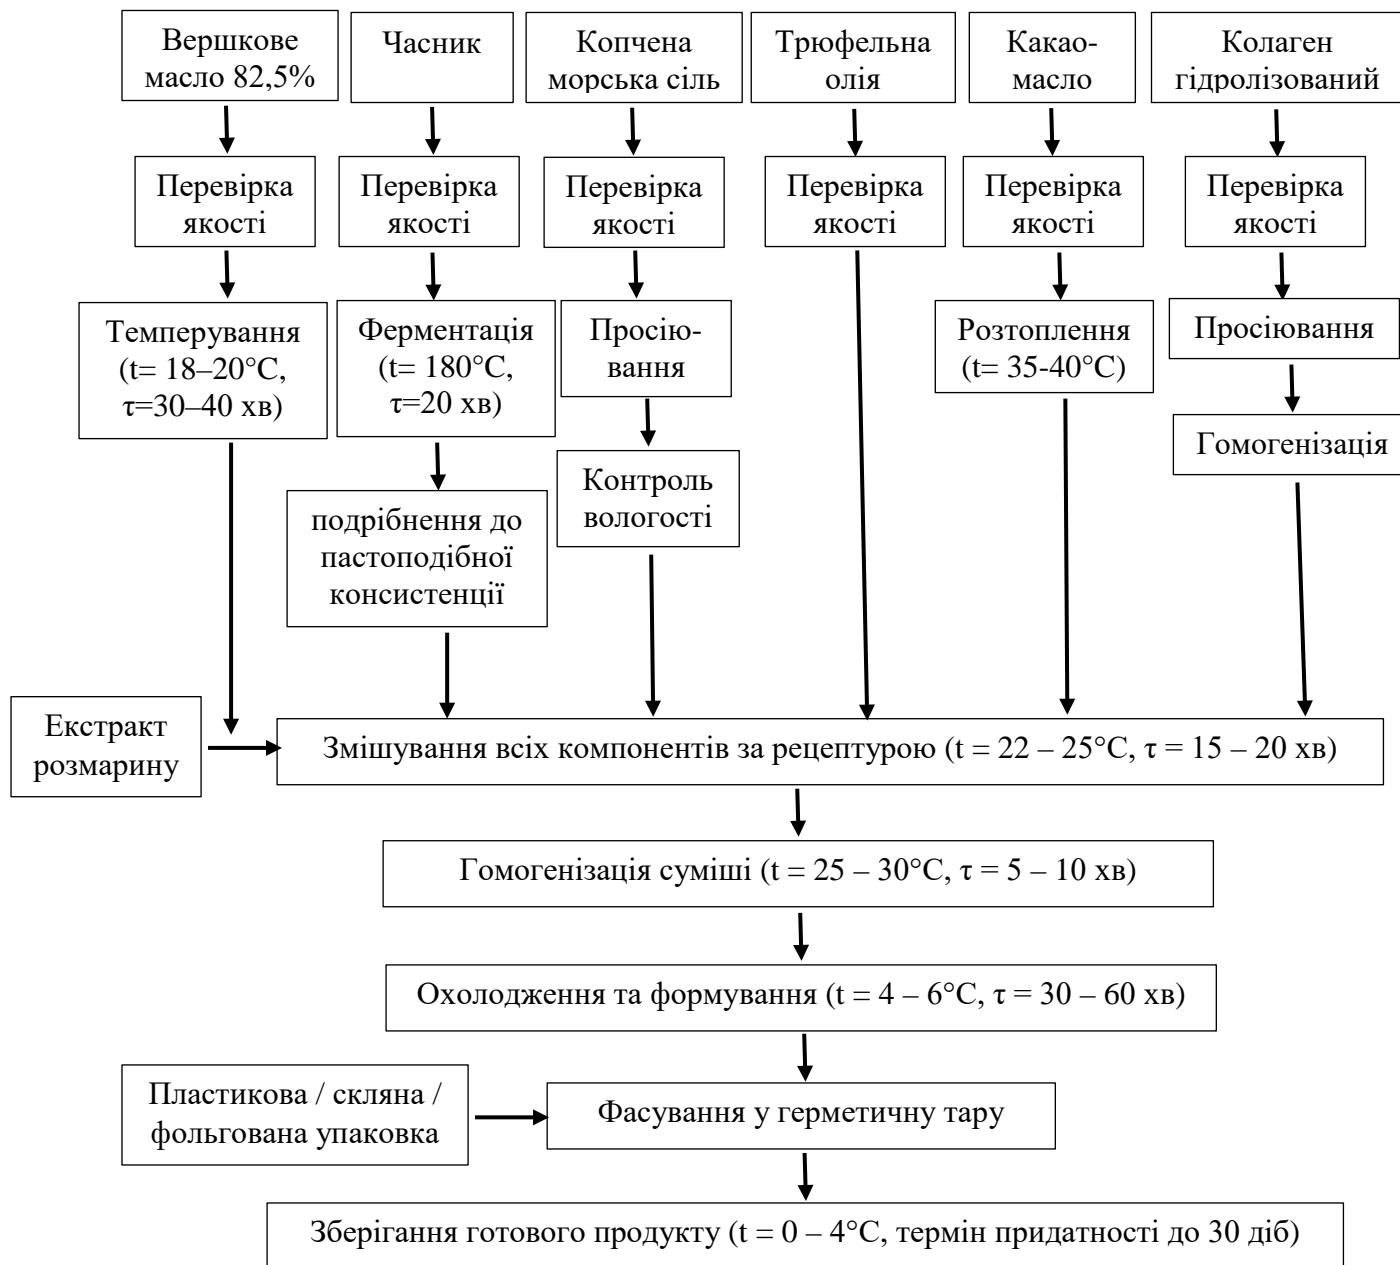 Вершкове
масло 82,5%
Часник
Копчена
морська сіль
Трюфельна
олія
Какао-
масло
Колаген
гідролізований
Перевірка
якості
Перевірка
якості
Перевірка
якості
Перевірка
якості
Перевірка
якості
Перевірка
якості
Темперування
(t= 18–20°C,
τ=30–40 хв)
Ферментація
(t= 180°C,
τ=20 хв)
Просію-
вання
Розтоплення
(t= 35-40°C)
Просіювання
Гомогенізація
Контроль
вологості
подрібнення до
пастоподібної
консистенції
Екстракт
розмарину
Змішування всіх компонентів за рецептурою (t = 22 – 25°C, τ = 15 – 20 хв)
Гомогенізація суміші (t = 25 – 30°C, τ = 5 – 10 хв)
Охолодження та формування (t = 4 – 6°C, τ = 30 – 60 хв)
Пластикова / скляна /
фольгована упаковка
Фасування у герметичну тару
Зберігання готового продукту (t = 0 – 4°C, термін придатності до 30 діб)